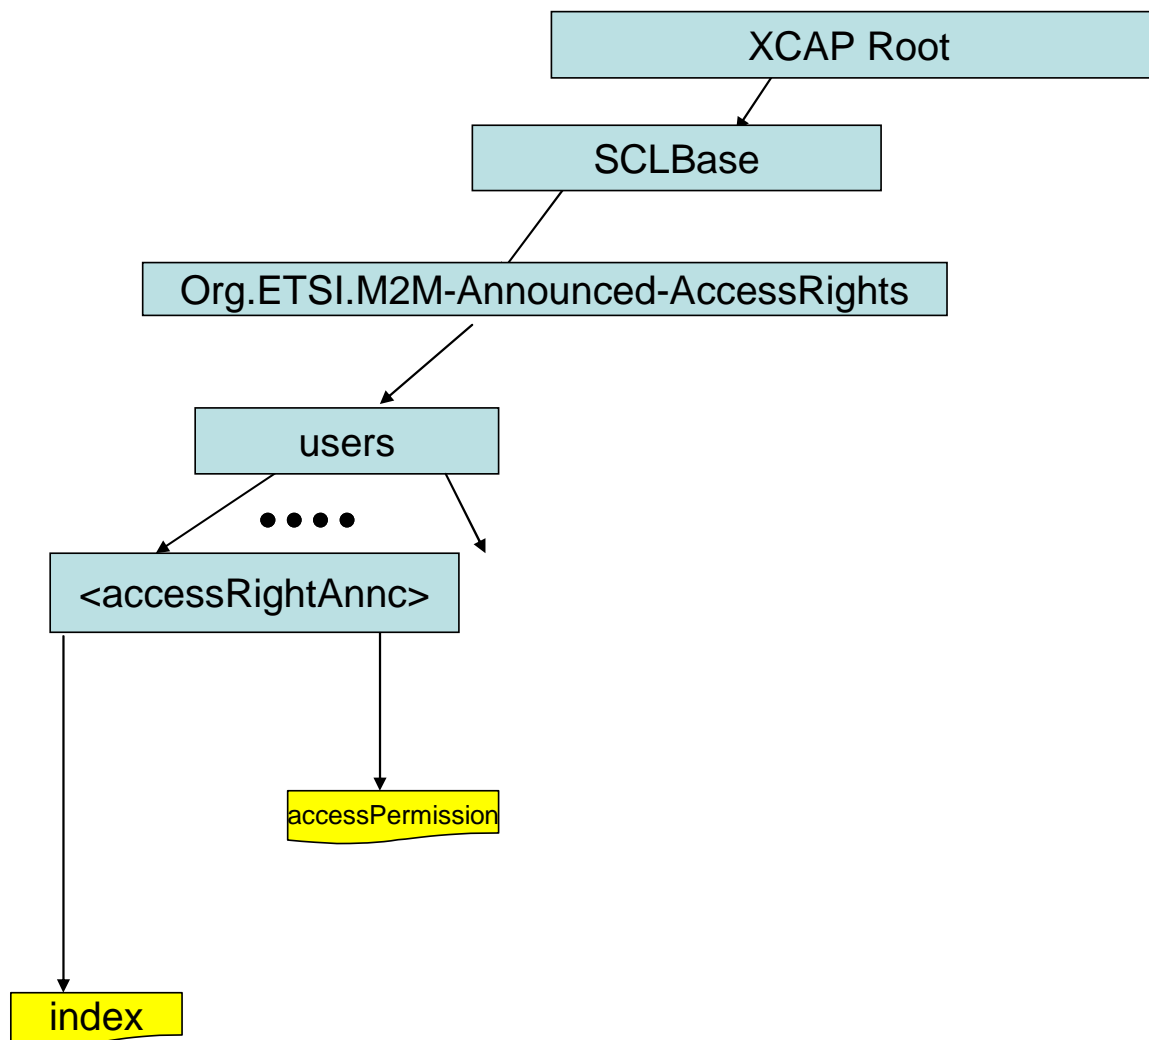 XCAP Root
SCLBase
Org.ETSI.M2M-Announced-AccessRights
users
<accessRightAnnc>
accessPermission
index